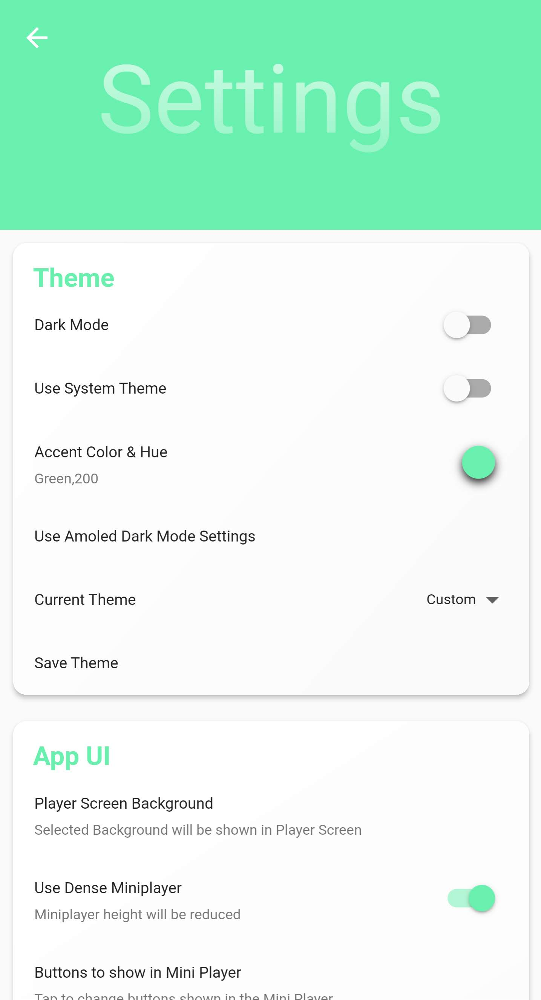 Settings
Theme
Dark Mode
Use System Theme
Accent Color & Hue
Green,200
Use Amoled Dark Mode Settings
Current Theme Custom
Save Theme
App UI
Player Screen Background
Selected Background will be shown in Player Screen
Use Dense Miniplayer
Miniplayer height will be reduced
Buttons to show in Mini Player
Tap to change buttons shown in the Mini Player